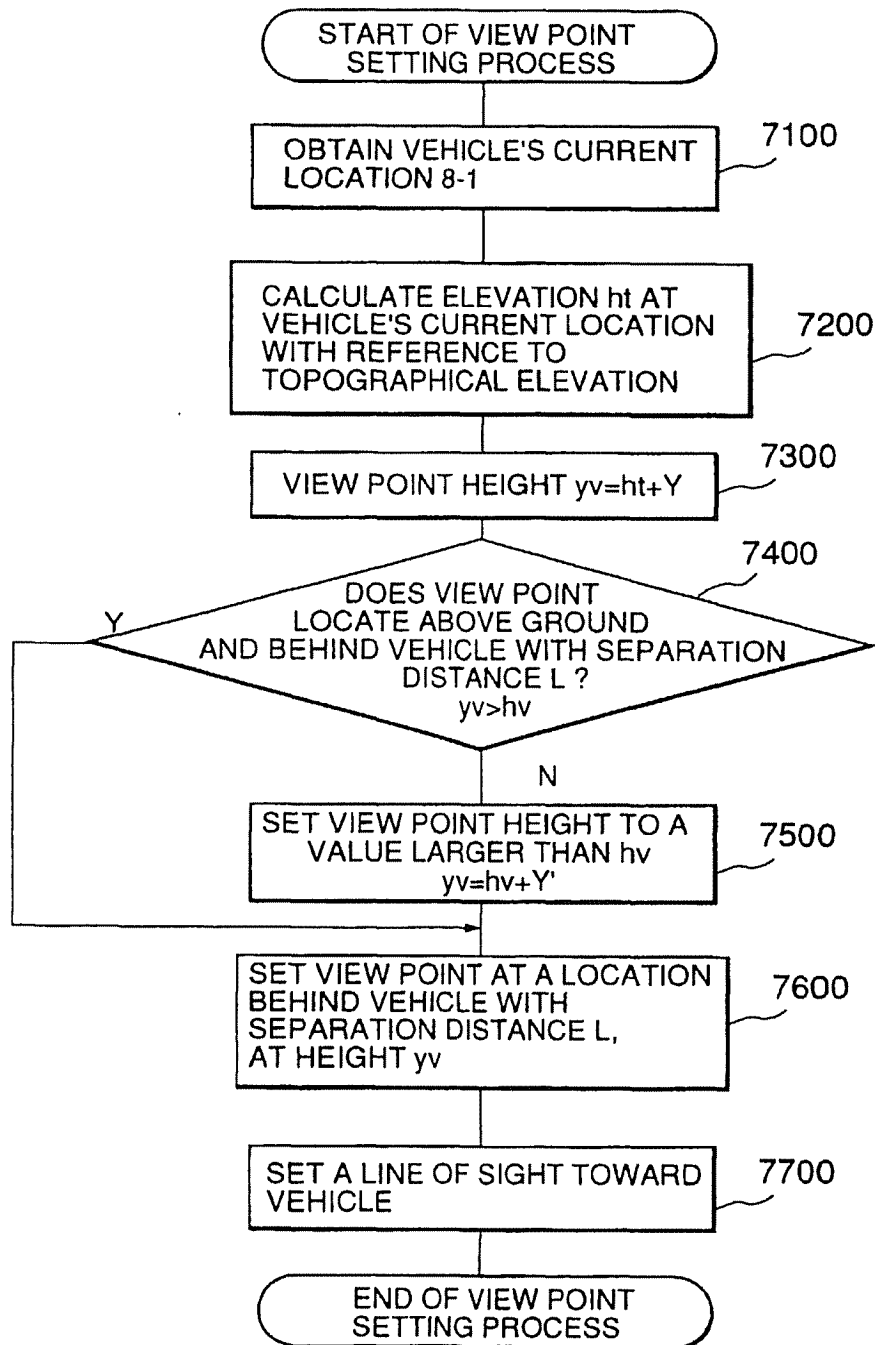 START OF VIEW POINT
SETTING PROCESS
7100
OBTAIN VEHICLE'S CURRENT
LOCATION 8-1
CALCULATE ELEVATION ht AT
VEHICLE'S CURRENT LOCATION
WITH REFERENCE TO
TOPOGRAPHICAL ELEVATION
7200
7300
VIEW POINT HEIGHT yv=ht+Y
7400
DOES VIEW POINT
LOCATE ABOVE GROUND
AND BEHIND VEHICLE WITH SEPARATION
DISTANCE L ?
yv>hv
Y
N
SET VIEW POINT HEIGHT TO A
VALUE LARGER THAN hv
yv=hv+Y'
7500
SET VIEW POINT AT A LOCATION
BEHIND VEHICLE WITH
SEPARATION DISTANCE L,
AT HEIGHT yv
7600
SET A LINE OF SIGHT TOWARD
VEHICLE
7700
END OF VIEW POINT
SETTING PROCESS